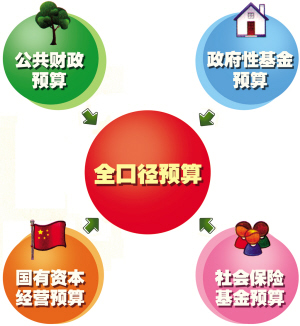 公共财政
预算
政府性基金
预算
全口径预算
国有资本
经营预算
社会保险
基金预算